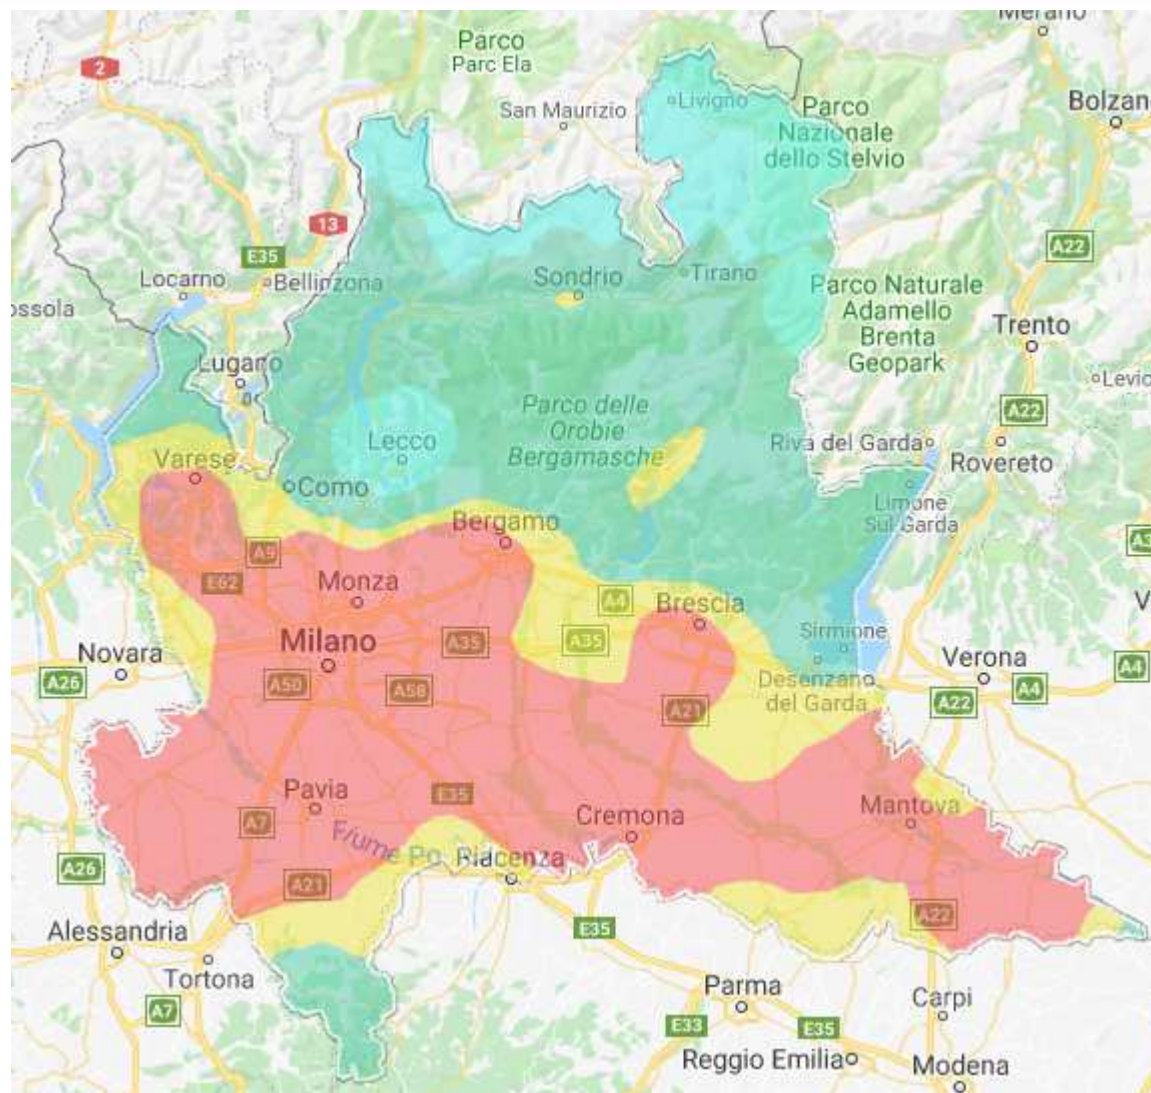 Merano
Parco
Parc Ela
2
Livigno
Bolzan
San Maurizio
Parco
Nazionale
dello Stelvio
13
A22
E35
Locarno
Bellinzona
Sondrio
Tirano
ossola
Parco Naturale
Adamello
Brenta
Geopark
Trento
Lugano
Levic
A22
Parco delle
Orobie
Bergamasche
Lecco
Riva del Garda
Rovereto
Varese
Como
Limone
Sul Garda
Bergamo
A9
E62
Monza
A4
Brescia
V
Milano
A35
A35
Sirmione
Novara
Verona
A4
A26
A50
A58
Desenzano
del Garda
A22
A4
A21
Pavia
E35
Cremona
Mantova
A7
Fiume Po
Piacenza
A26
A21
A22
Alessandria
E35
Tortona
Parma
Carpi
A7
E33
E35
Reggio Emilia
Modena